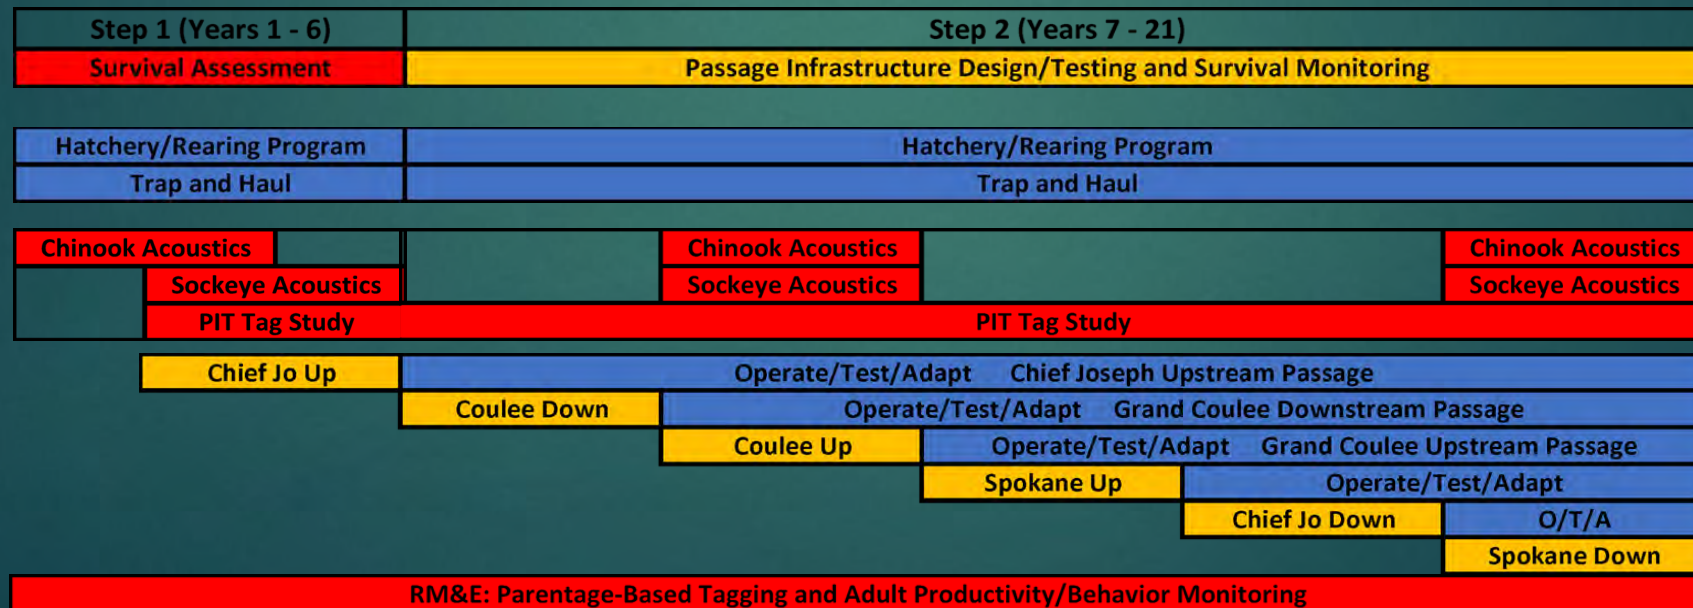 Step 1 (Years 1 - 6) Step 2 (Years 7 - 21)
Survival Assessment Passage Infrastructure Design/Testing and Survival Monitoring
Hatchery/Rearing Program Hatchery/Rearing Program
Trap and Haul Trap and Haul
Chinook Acoustics Chinook Acoustics Chinook Acoustics
Sockeye Acoustics Sockeye Acoustics Sockeye Acoustics
PIT Tag Study PIT Tag Study
Chief Jo Up Operate/Test/Adapt Chief Joseph Upstream Passage
Coulee Down Operate/Test/Adapt Grand Coulee Downstream Passage
Coulee Up Operate/Test/Adapt Grand Coulee Upstream Passage
Spokane Up Operate/Test/Adapt
Chief Jo Down O/T/A
Spokane Down
RM&E: Parentage-Based Tagging and Adult Productivity/Behavior Monitoring